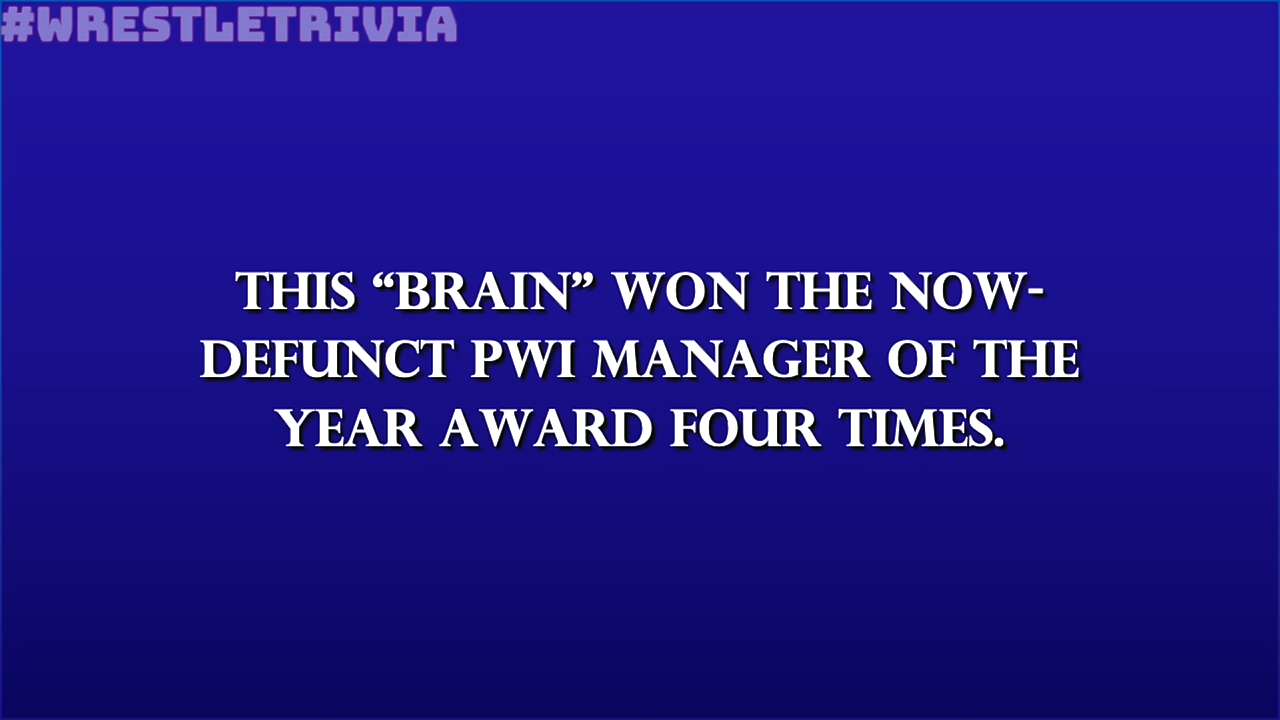 #WRESTLETRIVIA
THIS “BRAIN” WON THE NOW-
DEFUNCT PWI MANAGER OF THE
YEAR AWARD FOUR TIMES.